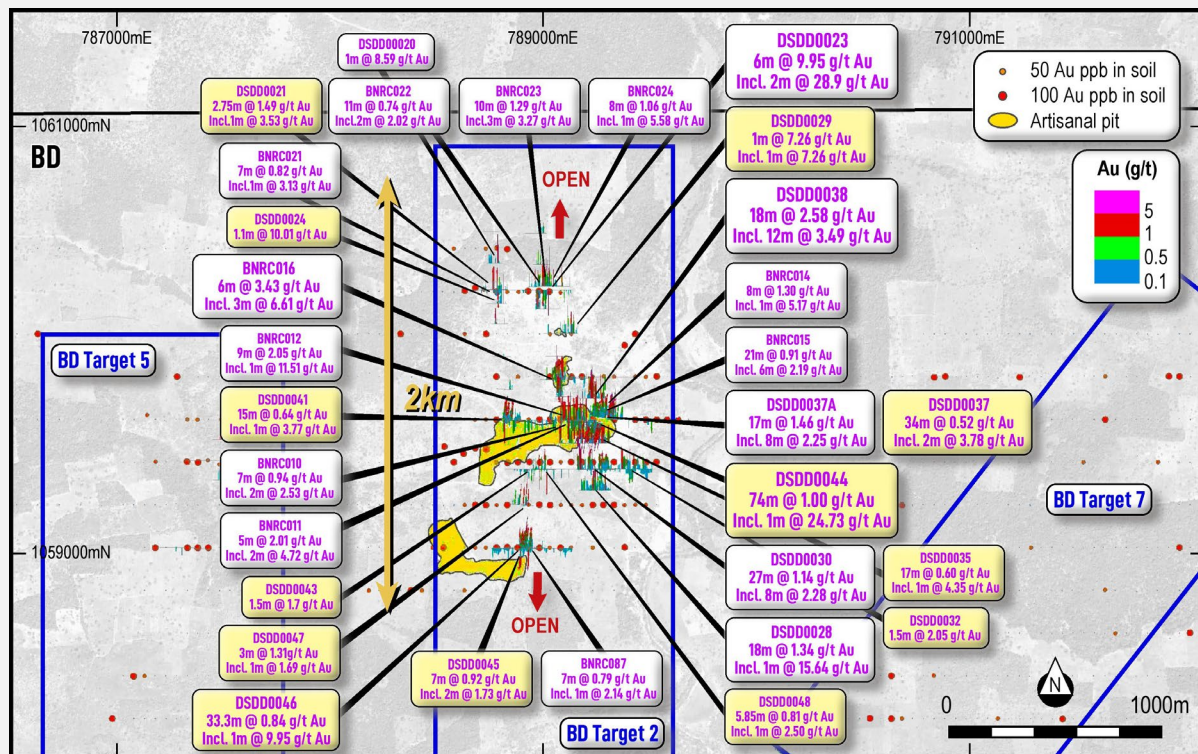 787000mE
789000mE
791000mE
1061000mN
1059000mN
BD
DSDD00020
1m @ 8.59 g/t Au
DSDD0021
2.75m @ 1.49 g/t Au
Incl.1m @ 3.53 g/t Au
BNRC022
11m @ 0.74 g/t Au
Incl.2m @ 2.02 g/t Au
BNRC023
10m @ 1.29 g/t Au
Incl.3m @ 3.27 g/t Au
BNRC024
8m @ 1.06 g/t Au
Incl. 1m @ 5.58 g/t Au
DSDD0023
6m @ 9.95 g/t Au
Incl. 2m @ 28.9 g/t Au
50 Au ppb in soil
100 Au ppb in soil
Artisanal pit
BNRC021
7m @ 0.82 g/t Au
Incl.1m @ 3.13 g/t Au
DSDD0029
1m @ 7.26 g/t Au
Incl. 1m @ 7.26 g/t Au
Au (g/t)
5
1
0.5
0.1
OPEN
DSDD0024
1.1m @ 10.01 g/t Au
DSDD0038
18m @ 2.58 g/t Au
Incl. 12m @ 3.49 g/t Au
BNRC016
6m @ 3.43 g/t Au
Incl. 3m @ 6.61 g/t Au
BNRC014
8m @ 1.30 g/t Au
Incl. 1m @ 5.17 g/t Au
BNRC012
9m @ 2.05 g/t Au
Incl. 1m @ 11.51 g/t Au
BNRC015
21m @ 0.91 g/t Au
Incl. 6m @ 2.19 g/t Au
BD Target 5
2km
DSDD0041
15m @ 0.64 g/t Au
Incl. 1m @ 3.77 g/t Au
DSDD0037A
17m @ 1.46 g/t Au
Incl. 8m @ 2.25 g/t Au
DSDD0037
34m @ 0.52 g/t Au
Incl. 2m @ 3.78 g/t Au
BNRC010
7m @ 0.94 g/t Au
Incl. 2m @ 2.53 g/t Au
DSDD0044
74m @ 1.00 g/t Au
Incl. 1m @ 24.73 g/t Au
BD Target 7
BNRC011
5m @ 2.01 g/t Au
Incl. 2m @ 4.72 g/t Au
DSDD0030
27m @ 1.14 g/t Au
Incl. 8m @ 2.28 g/t Au
DSDD0035
17m @ 0.60 g/t Au
Incl. 1m @ 4.35 g/t Au
DSDD0043
1.5m @ 1.7 g/t Au
OPEN
DSDD0032
1.5m @ 2.05 g/t Au
DSDD0047
3m @ 1.31g/t Au
Incl. 1m @ 1.69 g/t Au
DSDD0028
18m @ 1.34 g/t Au
Incl. 1m @ 15.64 g/t Au
DSDD0045
7m @ 0.92 g/t Au
Incl. 2m @ 1.73 g/t Au
BNRC087
7m @ 0.79 g/t Au
Incl. 1m @ 2.14 g/t Au
DSDD0046
33.3m @ 0.84 g/t Au
Incl. 1m @ 9.95 g/t Au
DSDD0048
5.85m @ 0.81 g/t Au
Incl. 1m @ 2.50 g/t Au
BD Target 2
N
0
1000m